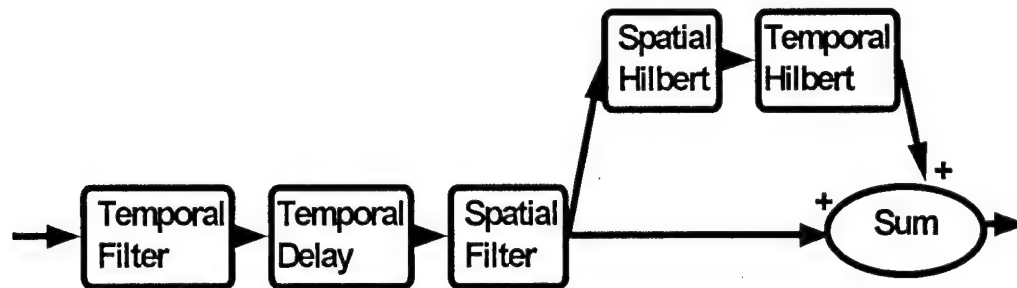 Spatial
Hilbert
Temporal
Hilbert
+
+
Temporal
Filter
Temporal
Delay
Spatial
Filter
Sum